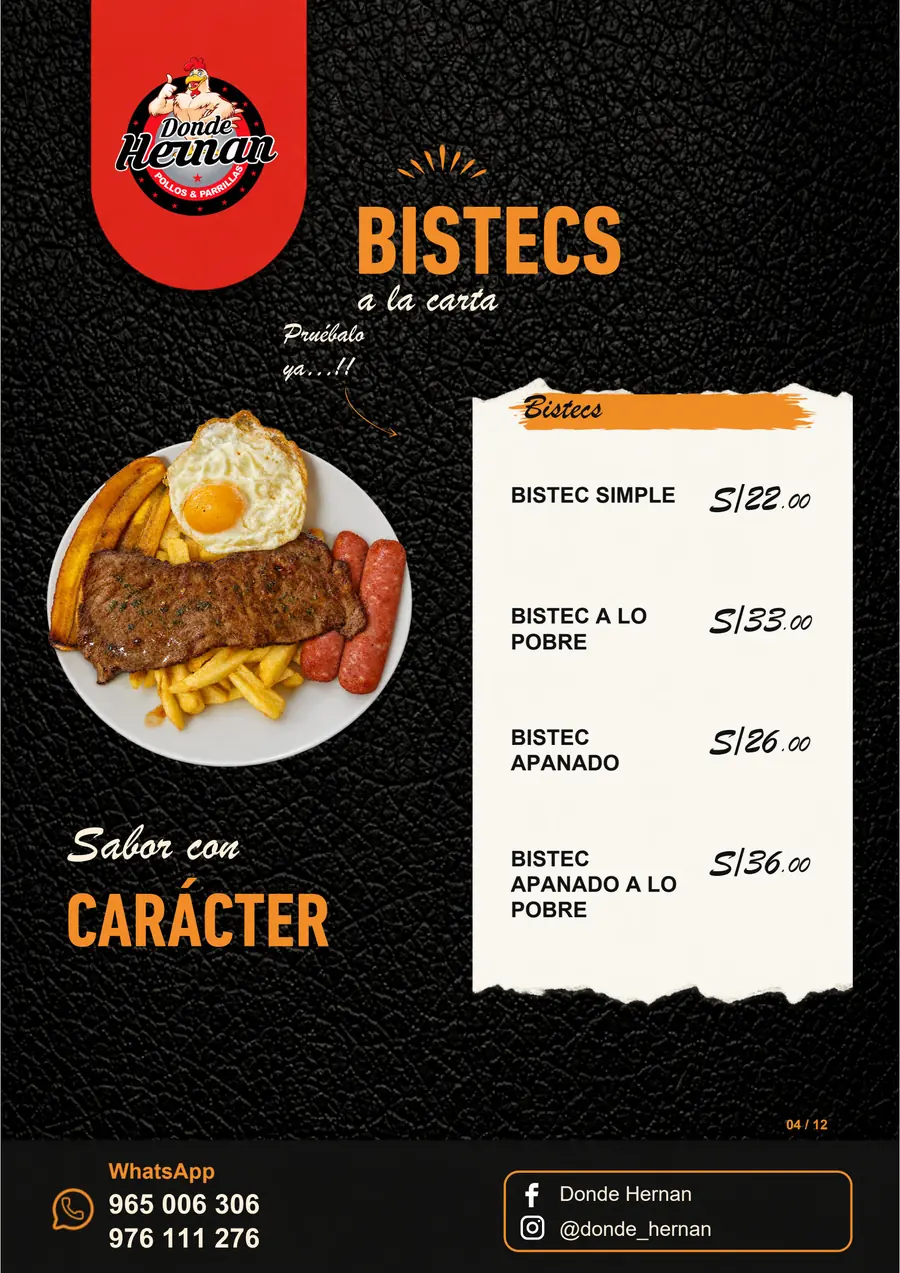 Donde
Hernan
POLLOS & PARRILLAS
BISTECS
a la carta
Pruébalo
ya...!!
Bistecs
BISTEC SIMPLE S/22.00
BISTEC A LO
POBRE S/33.00
BISTEC
APANADO S/26.00
BISTEC
APANADO A LO
POBRE S/36.00
Sabor con
CARÁCTER
04 / 12
WhatsApp
965 006 306
976 111 276
Donde Hernan
@donde_hernan